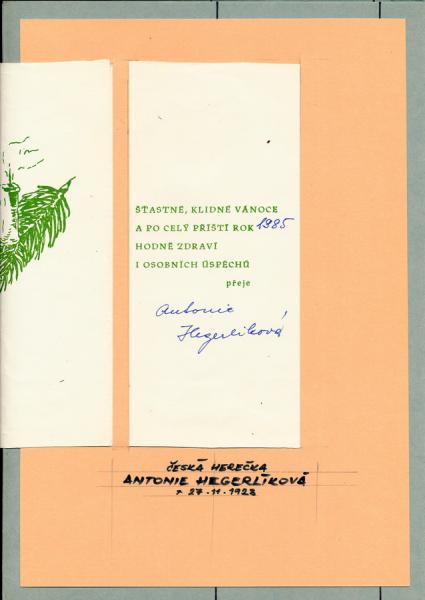 ŠŤASTNÉ, KLIDNÉ VÁNOCE
A PO CELÝ PŘÍŠTÍ ROK 1985
HODNĚ ZDRAVÍ
I OSOBNÍCH ÚSPĚCHŮ
přeje
Antonie
Hegerlíková
ČESKÁ HEREČKA
ANTONIE HEGERLÍKOVÁ
27.11.1923